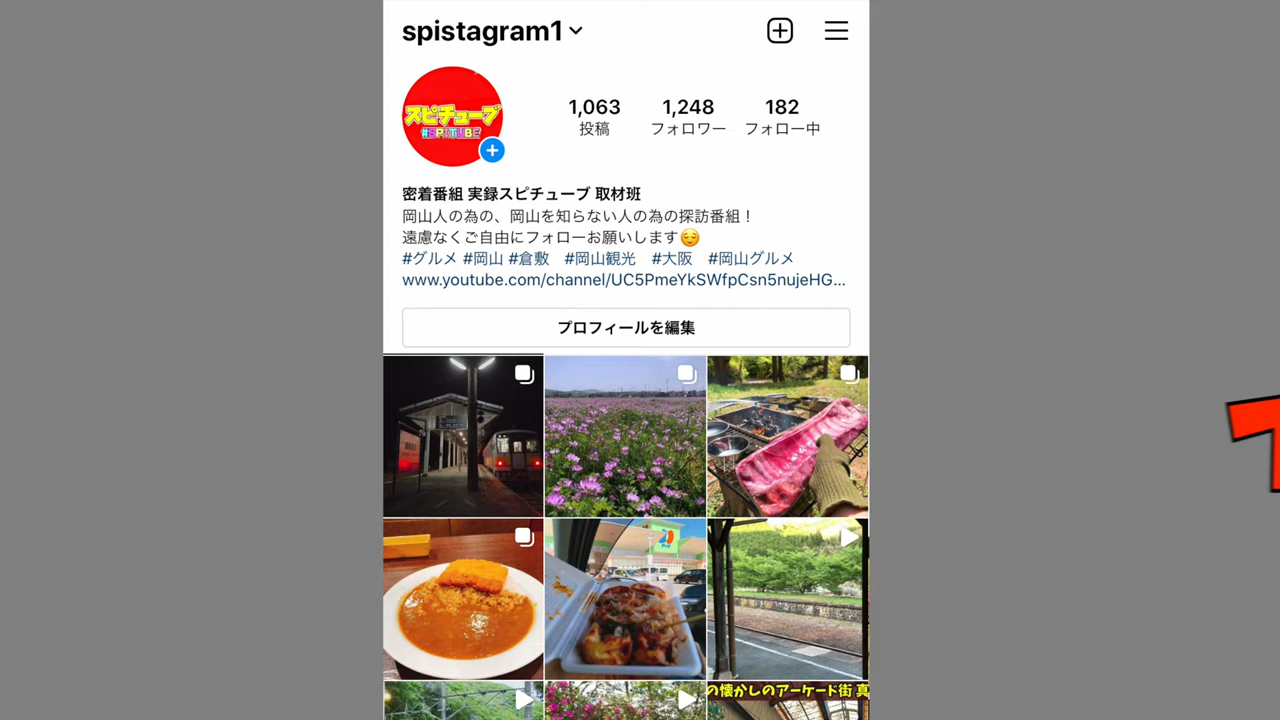 spistagram1
スピチューブ
#SPITUBE
1,063
投稿
1,248
フォロワー
182
フォロー中
密着番組 実録スピチューブ 取材班
岡山人の為の、岡山を知らない人の為の探訪番組！
遠慮なくご自由にフォローお願いします😌
#グルメ #岡山 #倉敷　#岡山観光　#大阪　#岡山グルメ
www.youtube.com/channel/UC5PmeYkSWfpCsn5nujeHG...
プロフィールを編集
の懐かしのアーケード街 真